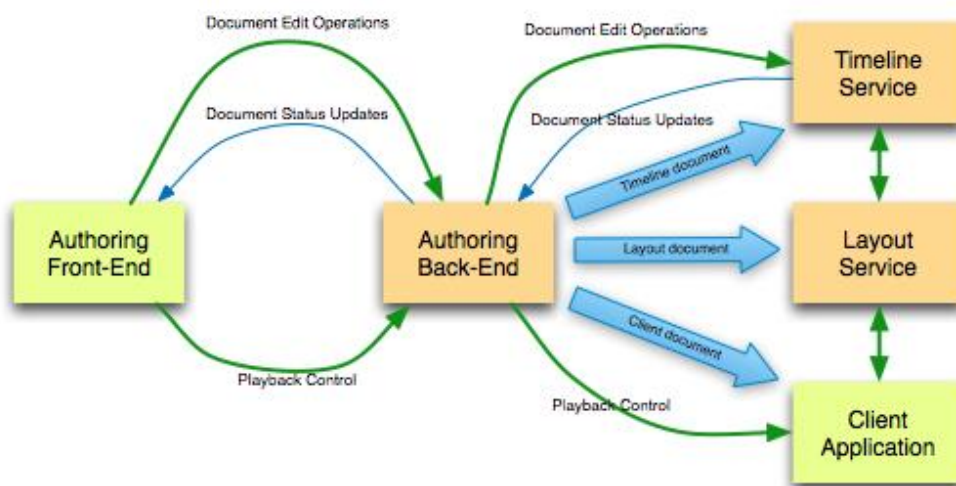 Document Edit Operations
Document Edit Operations
Timeline
Service
Document Status Updates
Document Status Updates
Timeline document
Authoring
Front-End
Authoring
Back-End
Layout document
Layout
Service
Client document
Playback Control
Playback Control
Client
Application